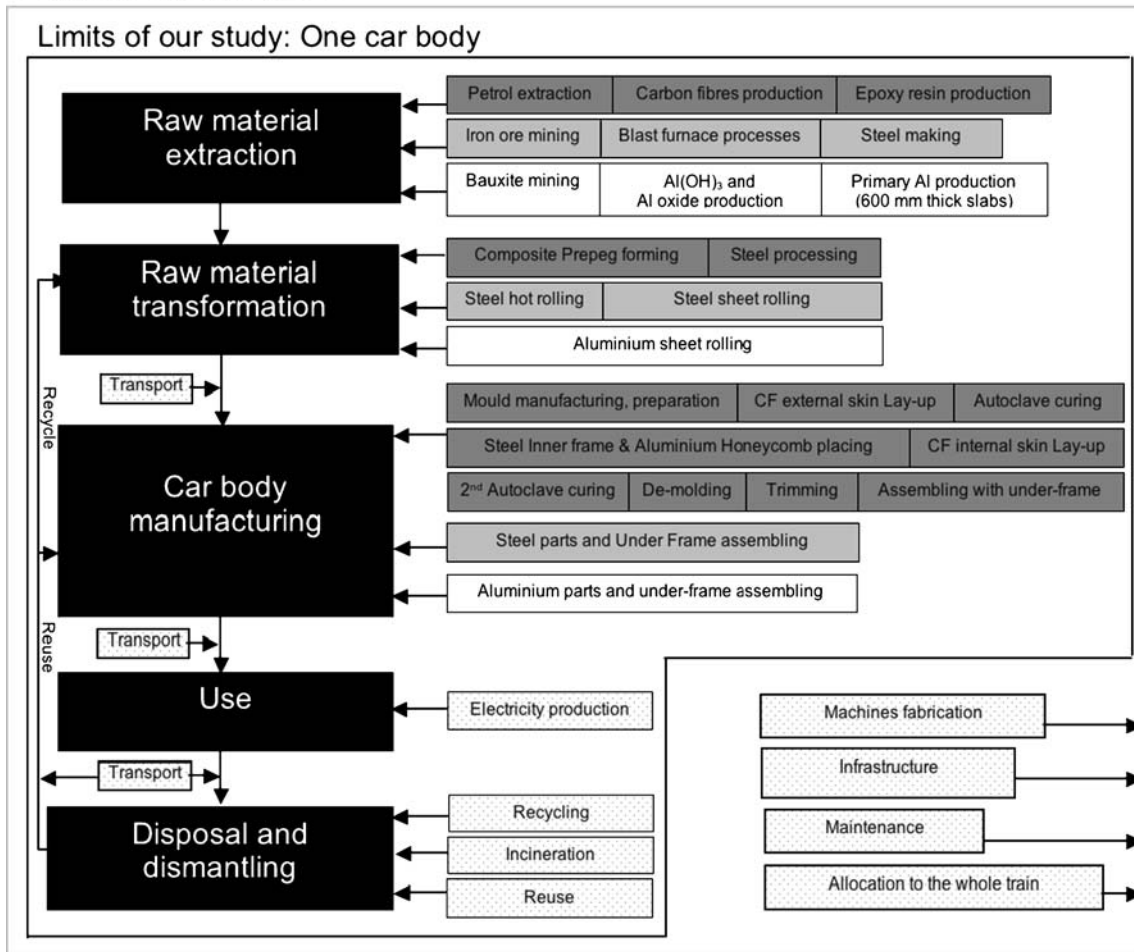 Limits of our study: One car body
Raw material
extraction
Petrol extraction
Carbon fibres production
Epoxy resin production
Iron ore mining
Blast furnace processes
Steel making
Bauxite mining
Al(OH)₃ and
Al oxide production
Primary Al production
(600 mm thick slabs)
Raw material
transformation
Composite Prepeg forming
Steel processing
Steel hot rolling
Steel sheet rolling
Aluminium sheet rolling
Transport
Recycle
Car body
manufacturing
Mould manufacturing, preparation
CF external skin Lay-up
Autoclave curing
Steel Inner frame & Aluminium Honeycomb placing
CF internal skin Lay-up
2nd Autoclave curing
De-molding
Trimming
Assembling with under-frame
Steel parts and Under Frame assembling
Aluminium parts and under-frame assembling
Reuse
Transport
Use
Electricity production
Transport
Disposal and
dismantling
Recycling
Incineration
Reuse
Machines fabrication
Infrastructure
Maintenance
Allocation to the whole train